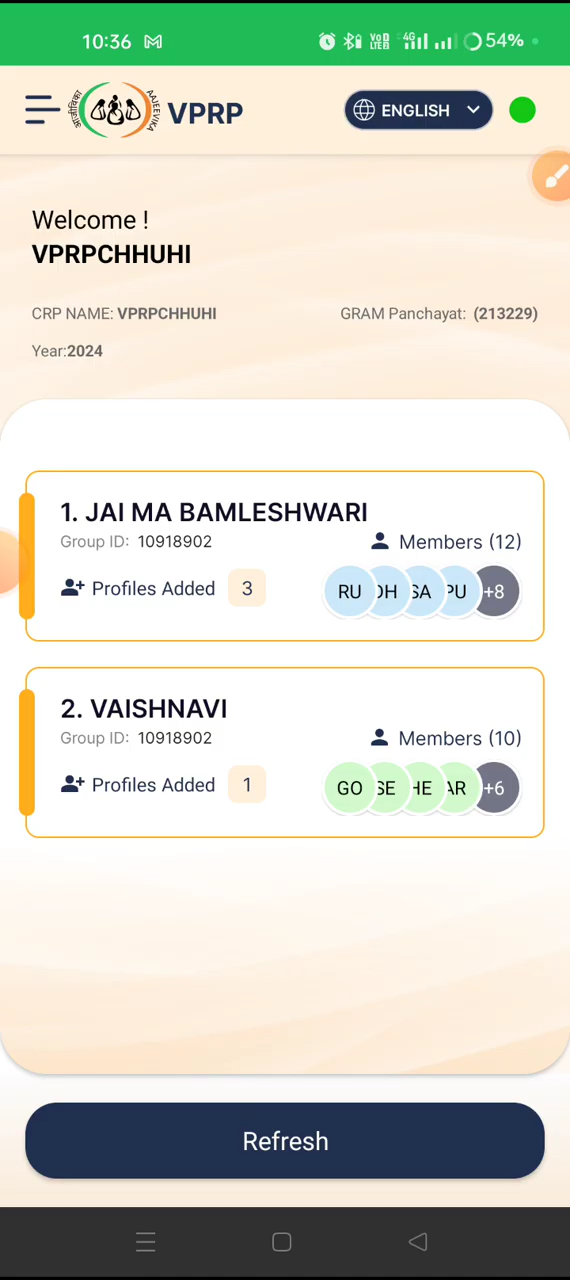 10:36 54%
आजीविका AAJEEVIKA VPRP ENGLISH
Welcome !
VPRPCHHUHI
CRP NAME: VPRPCHHUHI GRAM Panchayat: (213229)
Year:2024
1. JAI MA BAMLESHWARI
Group ID: 10918902 Members (12)
Profiles Added 3 RU DH SA PU +8
2. VAISHNAVI
Group ID: 10918902 Members (10)
Profiles Added 1 GO SE HE AR +6
Refresh